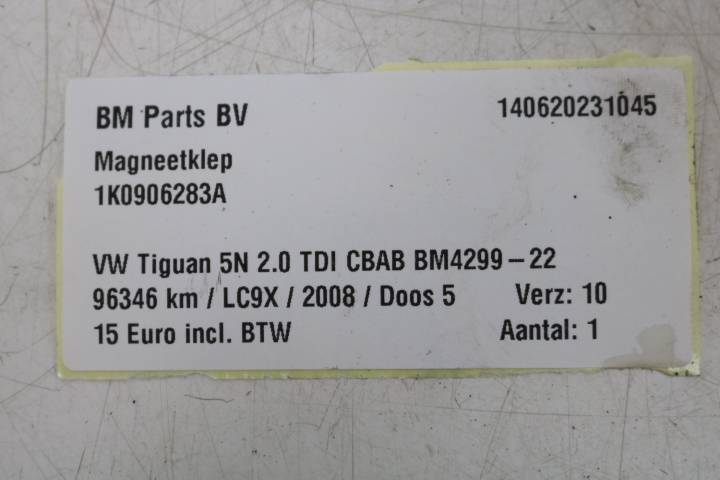 BM Parts BV 140620231045
Magneetklep
1K0906283A
VW Tiguan 5N 2.0 TDI CBAB BM4299-22
96346 km / LC9X / 2008 / Doos 5 Verz: 10
15 Euro incl. BTW Aantal: 1